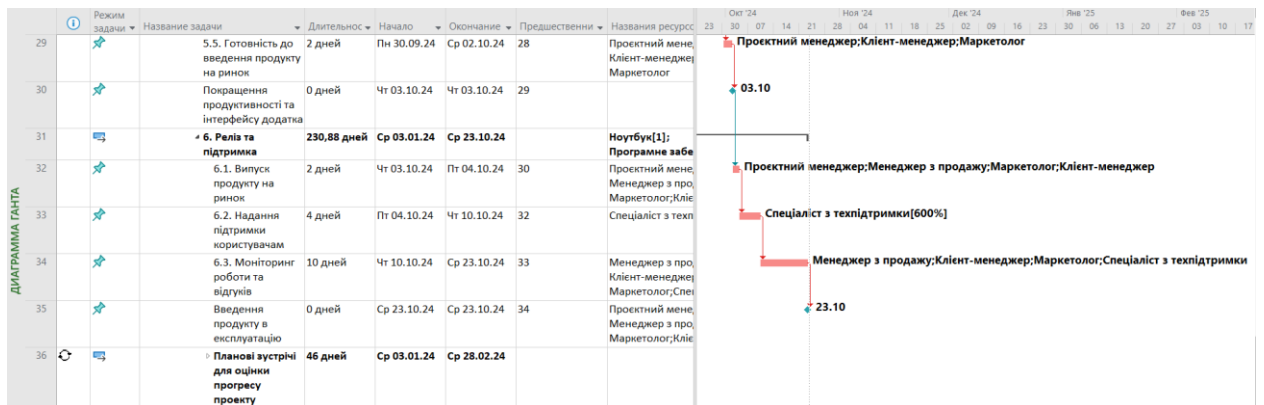 Окт '24 Ноя '24 Дек '24 Янв '25 Фев '25
Режим задачи Название задачи Длительнос Начало Окончание Предшественни Названия ресурсо 23 30 07 14 21 28 04 11 18 25 02 09 16 23 30 06 13 20 27 03 10 17
29 5.5. Готовність до 2 дней Пн 30.09.24 Ср 02.10.24 28 Проєктний мене, Проєктний менеджер;Клієнт-менеджер;Маркетолог
введення продукту Клієнт-менеджер
на ринок Маркетолог
30 Покращення 0 дней Чт 03.10.24 Чт 03.10.24 29 03.10
продуктивності та
інтерфейсу додатка
31 6. Реліз та 230,88 дней Ср 03.01.24 Ср 23.10.24 Ноутбук[1];
підтримка Програмне забе
32 6.1. Випуск 2 дней Чт 03.10.24 Пт 04.10.24 30 Проєктний мене, Проєктний менеджер;Менеджер з продажу;Маркетолог;Клієнт-менеджер
продукту на Менеджер з про,
ринок Маркетолог;Кліє
33 6.2. Надання 4 дней Пт 04.10.24 Чт 10.10.24 32 Спеціаліст з техп Спеціаліст з техпідтримки[600%]
підтримки
користувачам
34 6.3. Моніторинг 10 дней Чт 10.10.24 Ср 23.10.24 33 Менеджер з про, Менеджер з продажу;Клієнт-менеджер;Маркетолог;Спеціаліст з техпідтримки
роботи та Клієнт-менеджер
відгуків Маркетолог;Спец
35 Введення 0 дней Ср 23.10.24 Ср 23.10.24 34 Проєктний мене, 23.10
продукту в Менеджер з про,
експлуатацію Маркетолог;Кліє
36 Планові зустрічі 46 дней Ср 03.01.24 Ср 28.02.24
для оцінки
прогресу
проекту
ДИАГРАММА ГАНТА